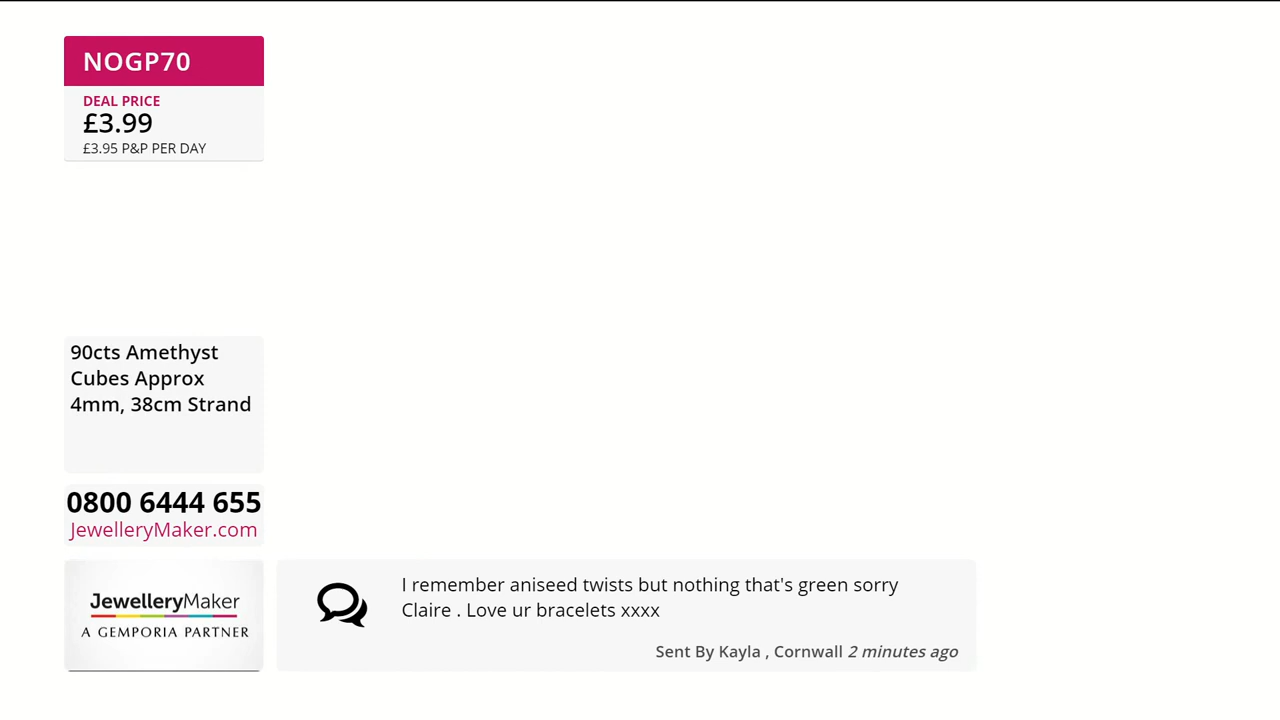 NOGP70
DEAL PRICE
£3.99
£3.95 P&P PER DAY
90cts Amethyst
Cubes Approx
4mm, 38cm Strand
0800 6444 655
JewelleryMaker.com
JewelleryMaker
A GEMPORIA PARTNER
I remember aniseed twists but nothing that's green sorry
Claire . Love ur bracelets xxxx
Sent By Kayla , Cornwall 2 minutes ago